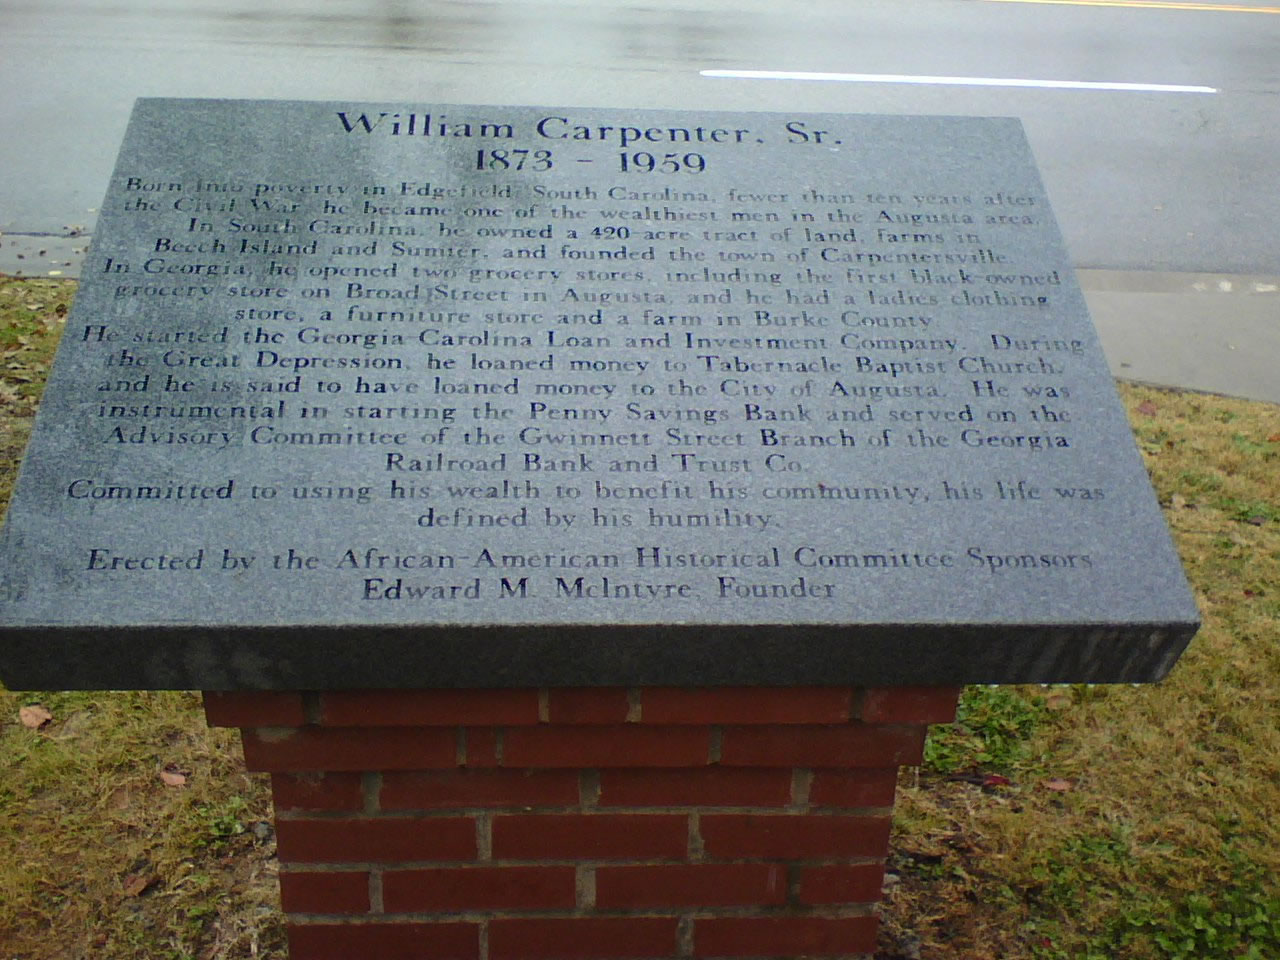 William Carpenter, Sr.
1873 - 1959
Born into poverty in Edgefield, South Carolina, fewer than ten years after
the Civil War, he became one of the wealthiest men in the Augusta area.
In South Carolina, he owned a 420-acre tract of land, farms in
Beech Island and Sumter, and founded the town of Carpentersville.
In Georgia, he opened two grocery stores, including the first black-owned
grocery store on Broad Street in Augusta, and he had a ladies clothing
store, a furniture store and a farm in Burke County.
He started the Georgia-Carolina Loan and Investment Company. During
the Great Depression, he loaned money to Tabernacle Baptist Church,
and he is said to have loaned money to the City of Augusta. He was
instrumental in starting the Penny Savings Bank and served on the
Advisory Committee of the Gwinnett Street Branch of the Georgia
Railroad Bank and Trust Co.
Committed to using his wealth to benefit his community, his life was
defined by his humility.
Erected by the African-American Historical Committee Sponsors
Edward M. McIntyre, Founder